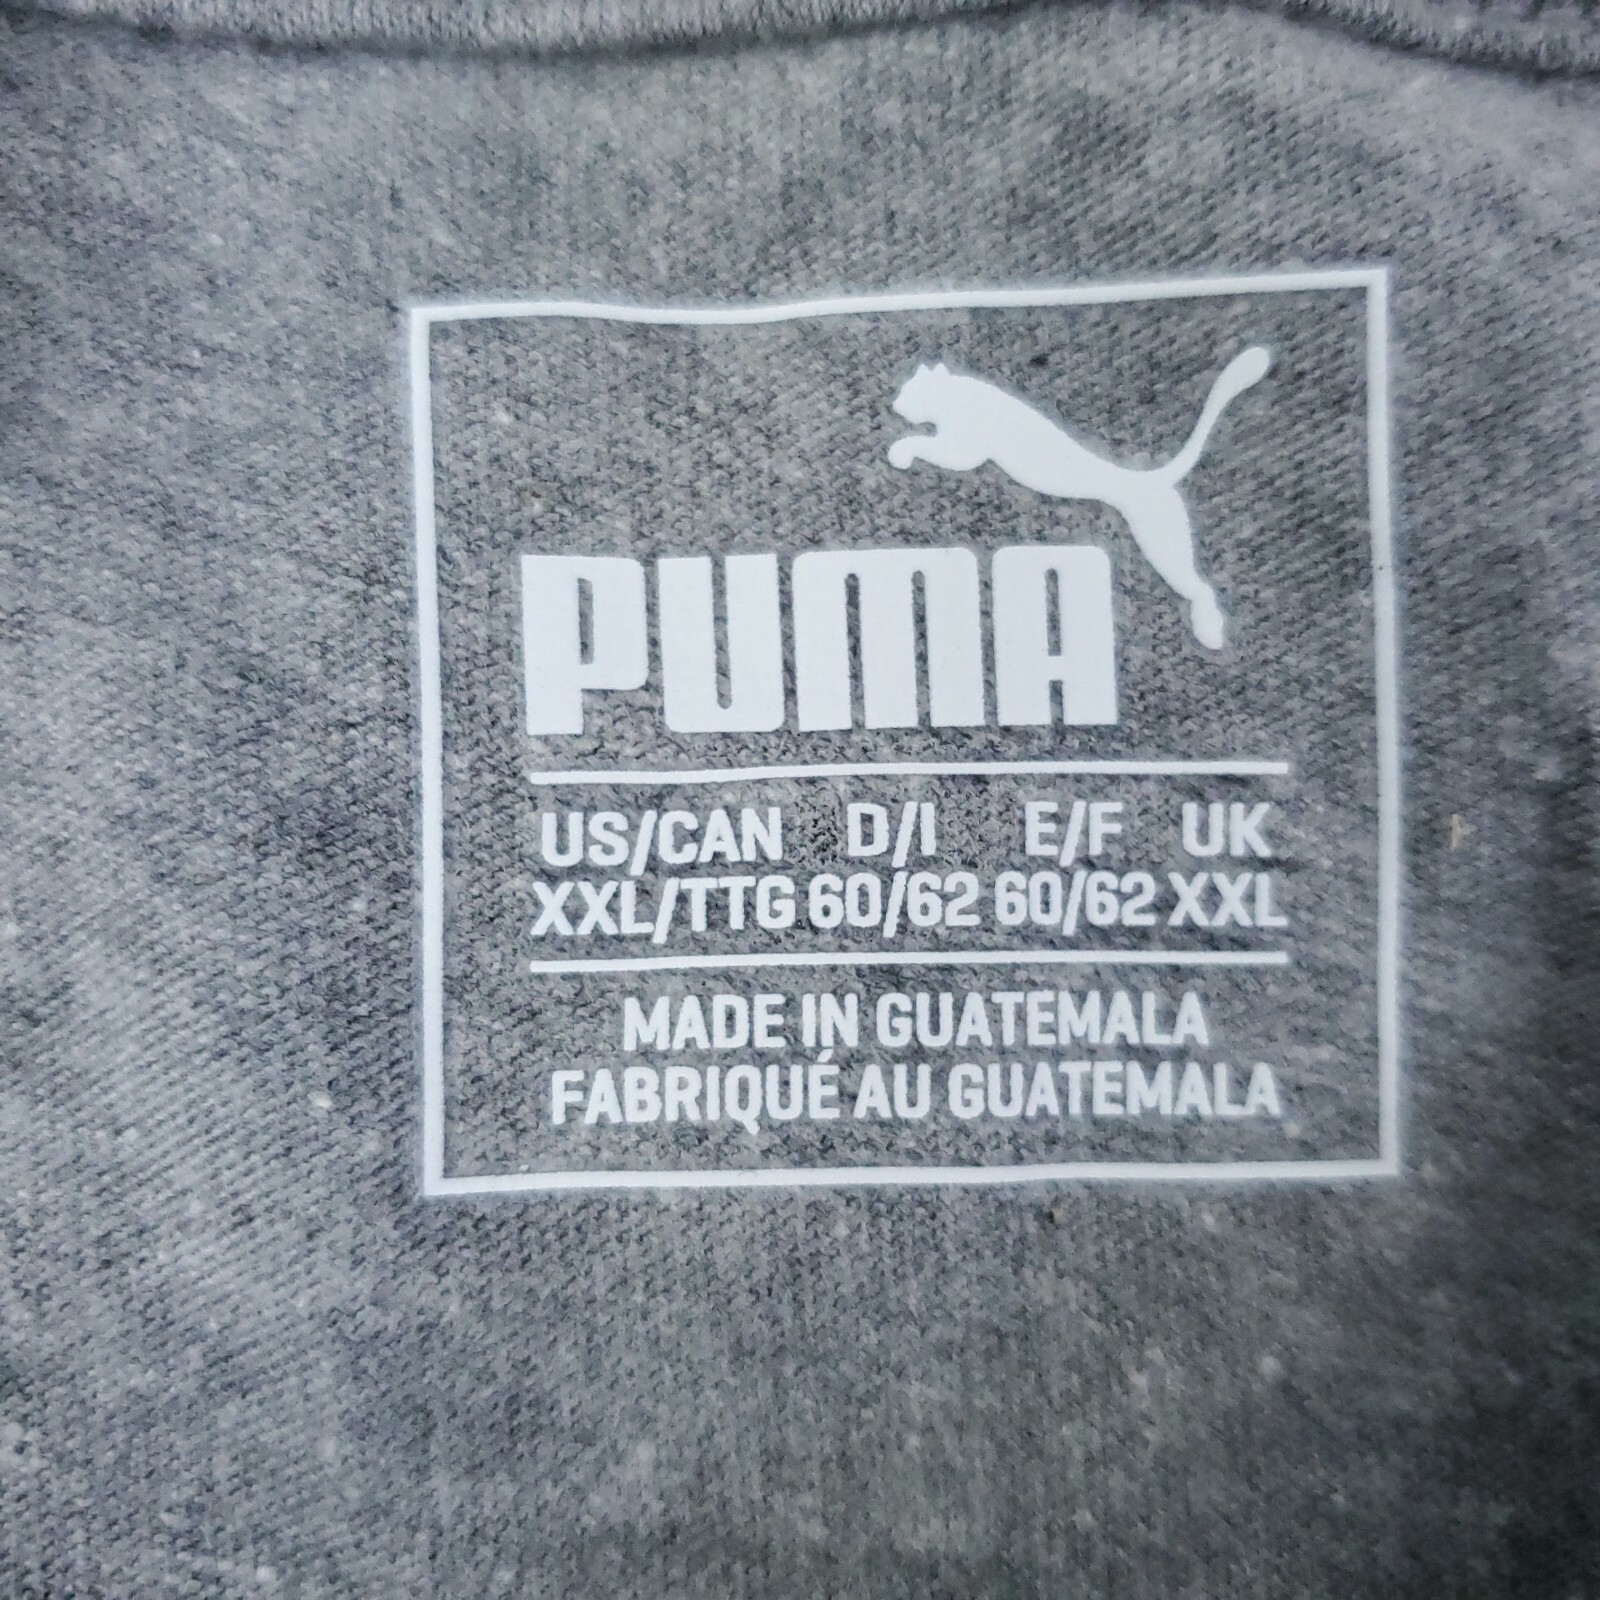 PUMA
US/CAN D/I E/F UK
XXL/TTG 60/62 60/62 XXL
MADE IN GUATEMALA
FABRIQUÉ AU GUATEMALA